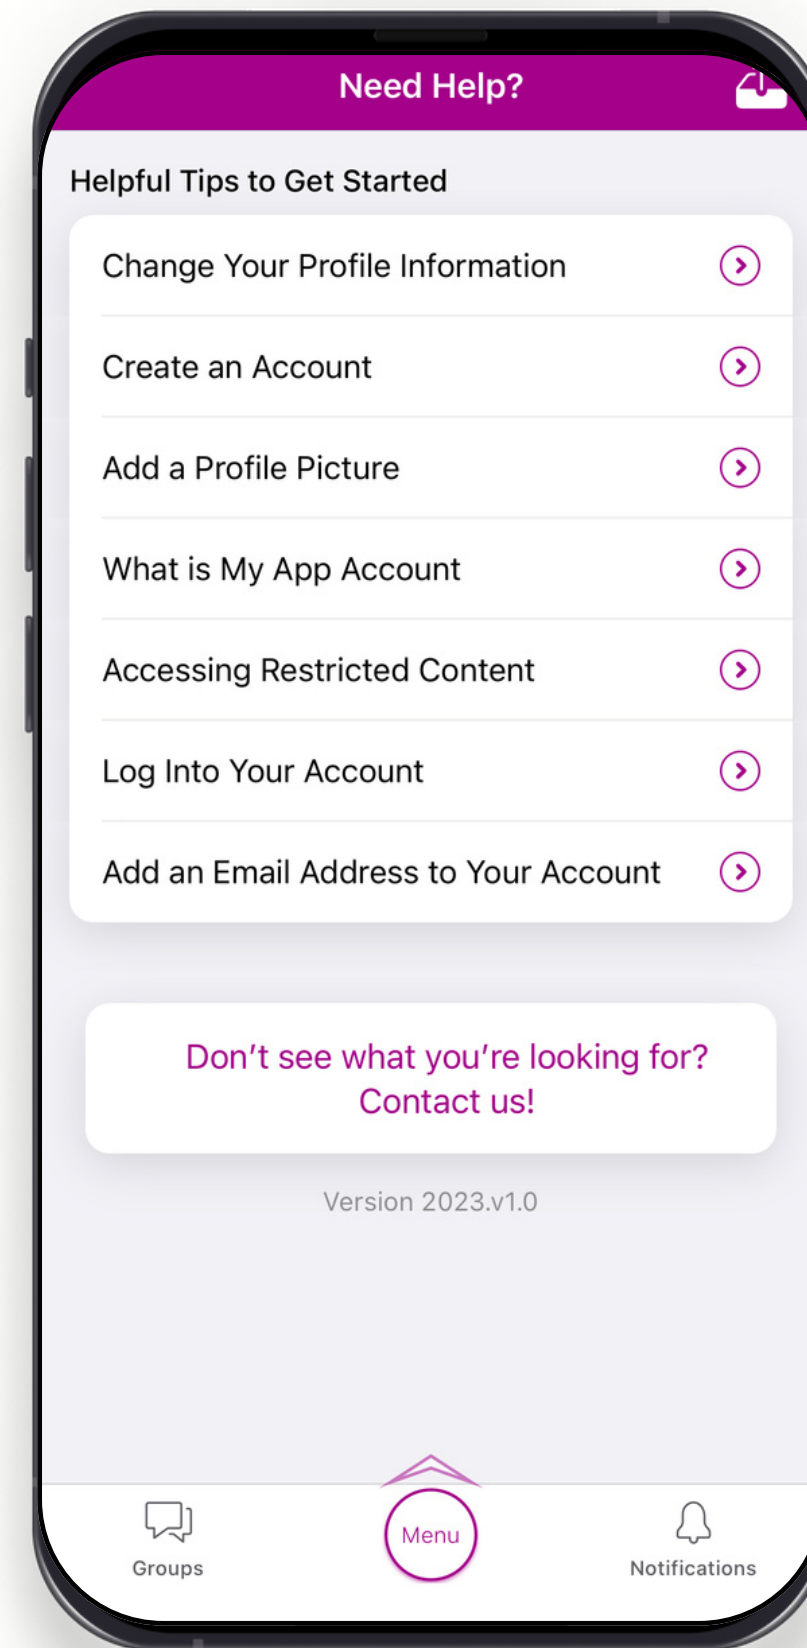 Need Help?
Helpful Tips to Get Started
Change Your Profile Information
Create an Account
Add a Profile Picture
What is My App Account
Accessing Restricted Content
Log Into Your Account
Add an Email Address to Your Account
Don’t see what you’re looking for?
Contact us!
Version 2023.v1.0
Groups
Menu
Notifications